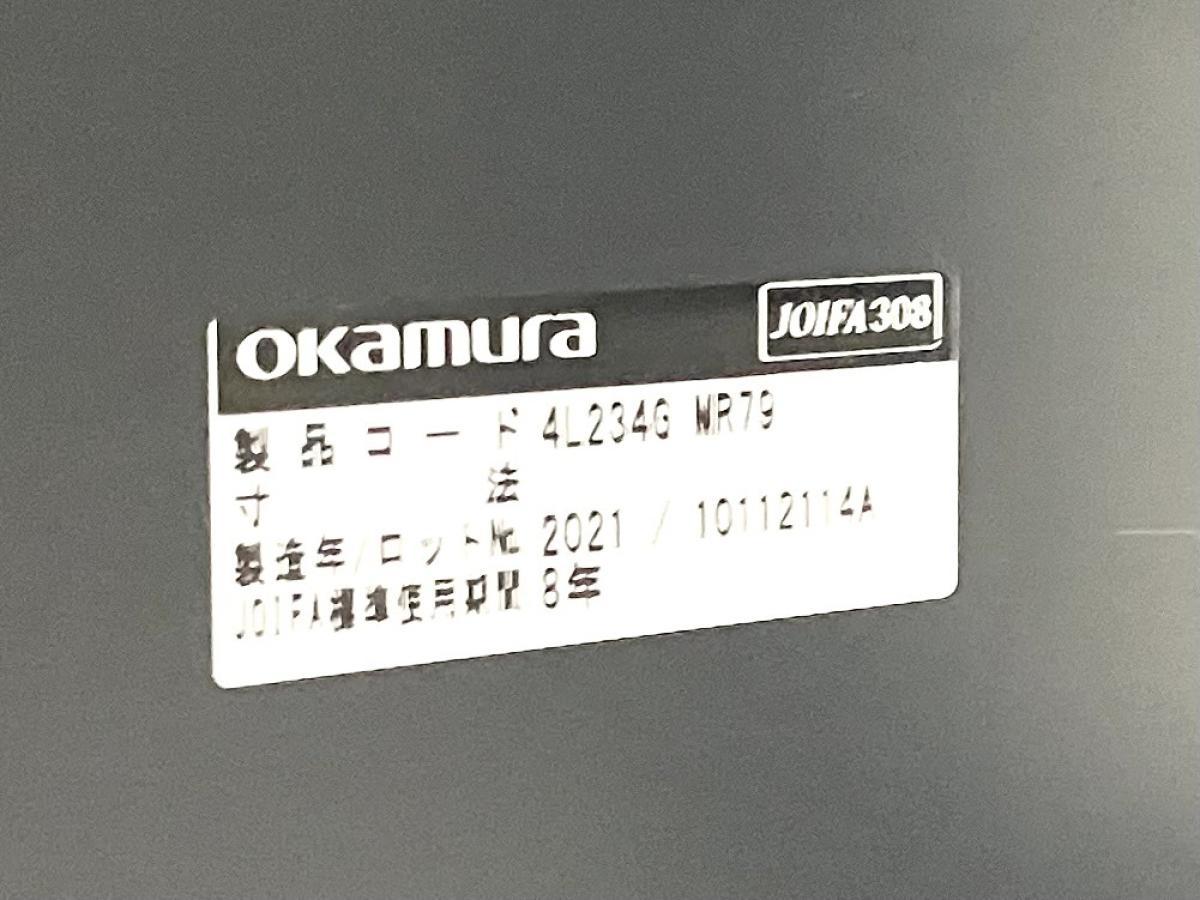 okamura
JOIFA308
製品コード 4L234G MR79
寸法
製造年/ロット№ 2021 / 10112114A
JOIFA標準使用期間 8年